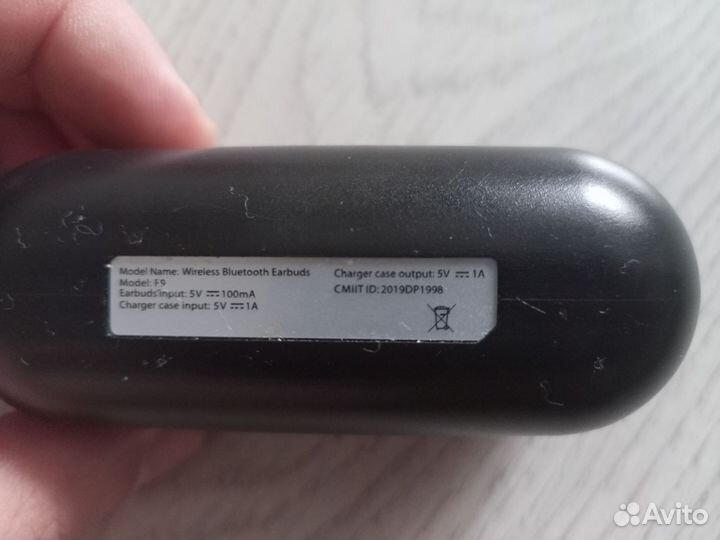 Model Name: Wireless Bluetooth Earbuds
Model: F9
Earbuds input: 5V ⎓ 100mA
Charger case input: 5V ⎓ 1A
Charger case output: 5V ⎓ 1A
CMIIT ID: 2019DP1998
Avito